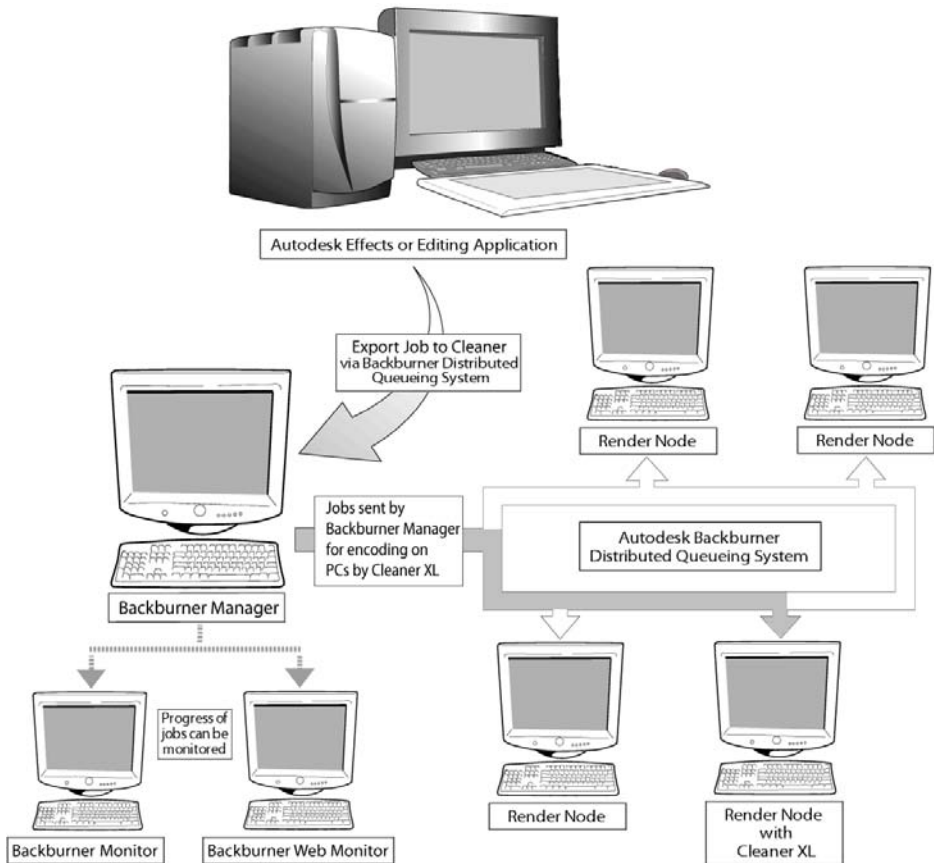 Autodesk Effects or Editing Application
Export Job to Cleaner
via Backburner Distributed
Queueing System
Render Node
Render Node
Jobs sent by
Backburner Manager
for encoding on
PCs by Cleaner XL
Autodesk Backburner
Distributed Queueing System
Backburner Manager
Progress of
jobs can be
monitored
Backburner Monitor
Backburner Web Monitor
Render Node
Render Node
with
Cleaner XL